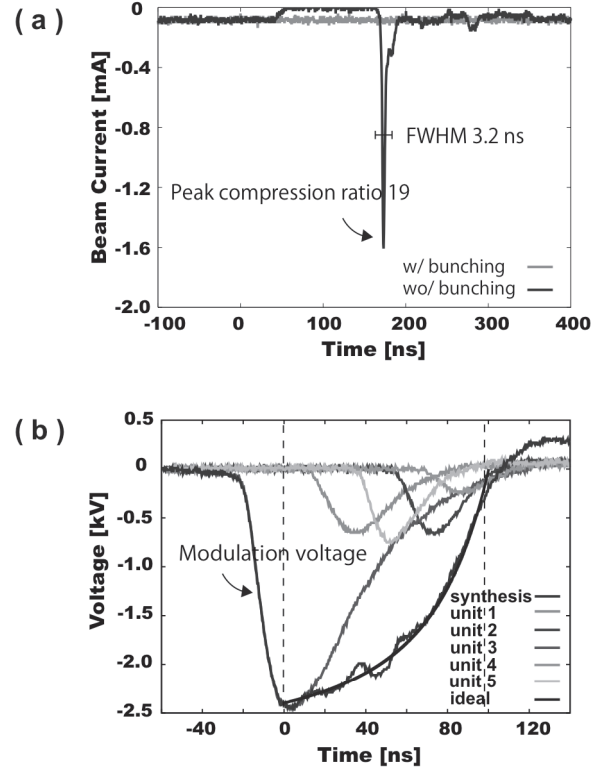 ( a )
0
-0.4
-0.8
-1.2
-1.6
-2.0
Beam Current [mA]
FWHM 3.2 ns
Peak compression ratio 19
w/ bunching
wo/ bunching
-100 0 100 200 300 400
Time [ns]
( b )
0.5
0
-0.5
-1.0
-1.5
-2.0
-2.5
Voltage [kV]
Modulation voltage
synthesis
unit 1
unit 2
unit 3
unit 4
unit 5
ideal
-40 0 40 80 120
Time [ns]